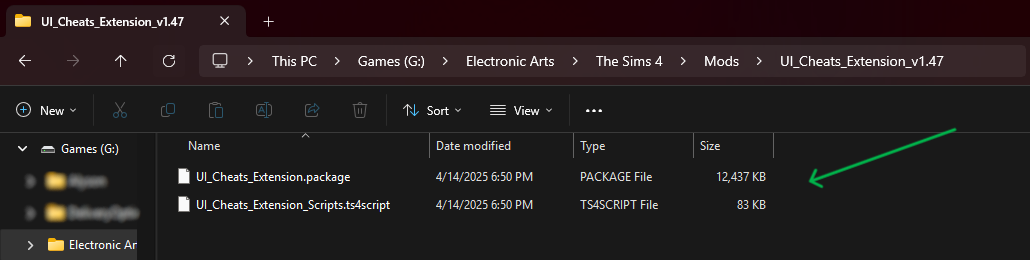 UI_Cheats_Extension_v1.47
This PC > Games (G:) > Electronic Arts > The Sims 4 > Mods > UI_Cheats_Extension_v1.47
New Sort View
Games (G:)
Electronic Ar
Name Date modified Type Size
UI_Cheats_Extension.package 4/14/2025 6:50 PM PACKAGE File 12,437 KB
UI_Cheats_Extension_Scripts.ts4script 4/14/2025 6:50 PM TS4SCRIPT File 83 KB